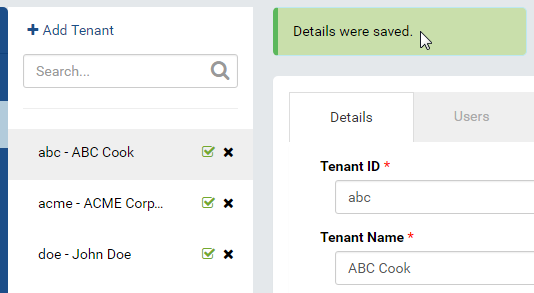 + Add Tenant
Search...
abc - ABC Cook
acme - ACME Corp...
doe - John Doe
Details were saved.
Details
Users
Tenant ID *
abc
Tenant Name *
ABC Cook